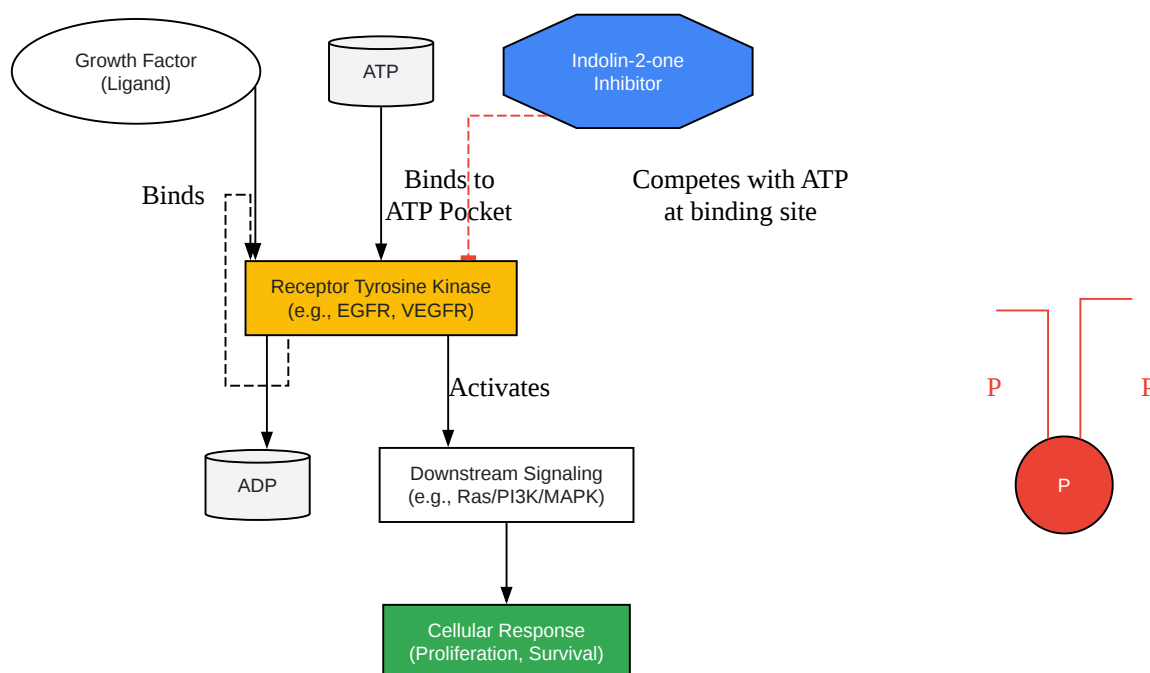 Growth Factor
(Ligand)
ATP
Indolin-2-one
Inhibitor
Binds
Binds to
ATP Pocket
Competes with ATP
at binding site
Receptor Tyrosine Kinase
(e.g., EGFR, VEGFR)
Activates
P
P
ADP
Downstream Signaling
(e.g., Ras/PI3K/MAPK)
P
Cellular Response
(Proliferation, Survival)